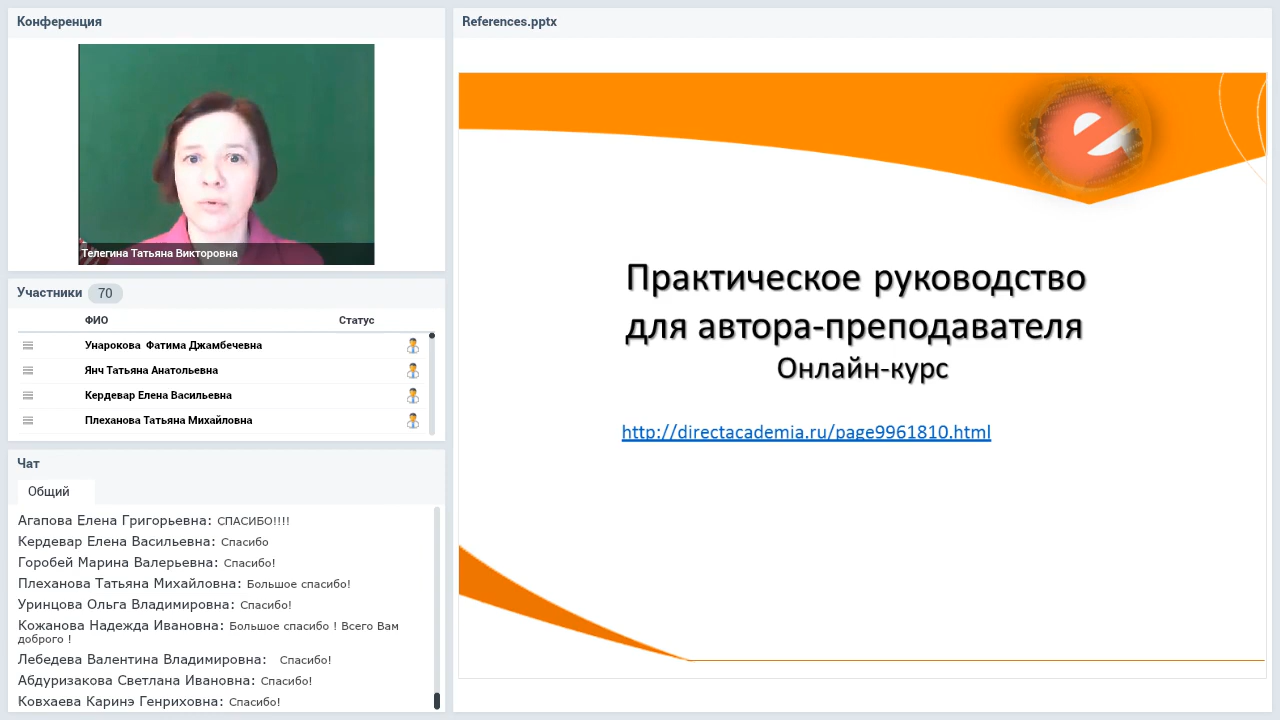 Конференция
Телегина Татьяна Викторовна
Участники 70
ФИО Статус
Унарокова Фатима Джамбечевна
Янч Татьяна Анатольевна
Кердевар Елена Васильевна
Плеханова Татьяна Михайловна
Чат
Общий
Агапова Елена Григорьевна: СПАСИБО!!!!
Кердевар Елена Васильевна: Спасибо
Горобей Марина Валерьевна: Спасибо!
Плеханова Татьяна Михайловна: Большое спасибо!
Уринцова Ольга Владимировна: Спасибо!
Кожанова Надежда Ивановна: Большое спасибо ! Всего Вам
доброго !
Лебедева Валентина Владимировна: Спасибо!
Абдуризакова Светлана Ивановна: Спасибо!
Ковхаева Каринэ Генриховна: Спасибо!
References.pptx
Практическое руководство
для автора-преподавателя
Онлайн-курс
http://directacademia.ru/page9961810.html